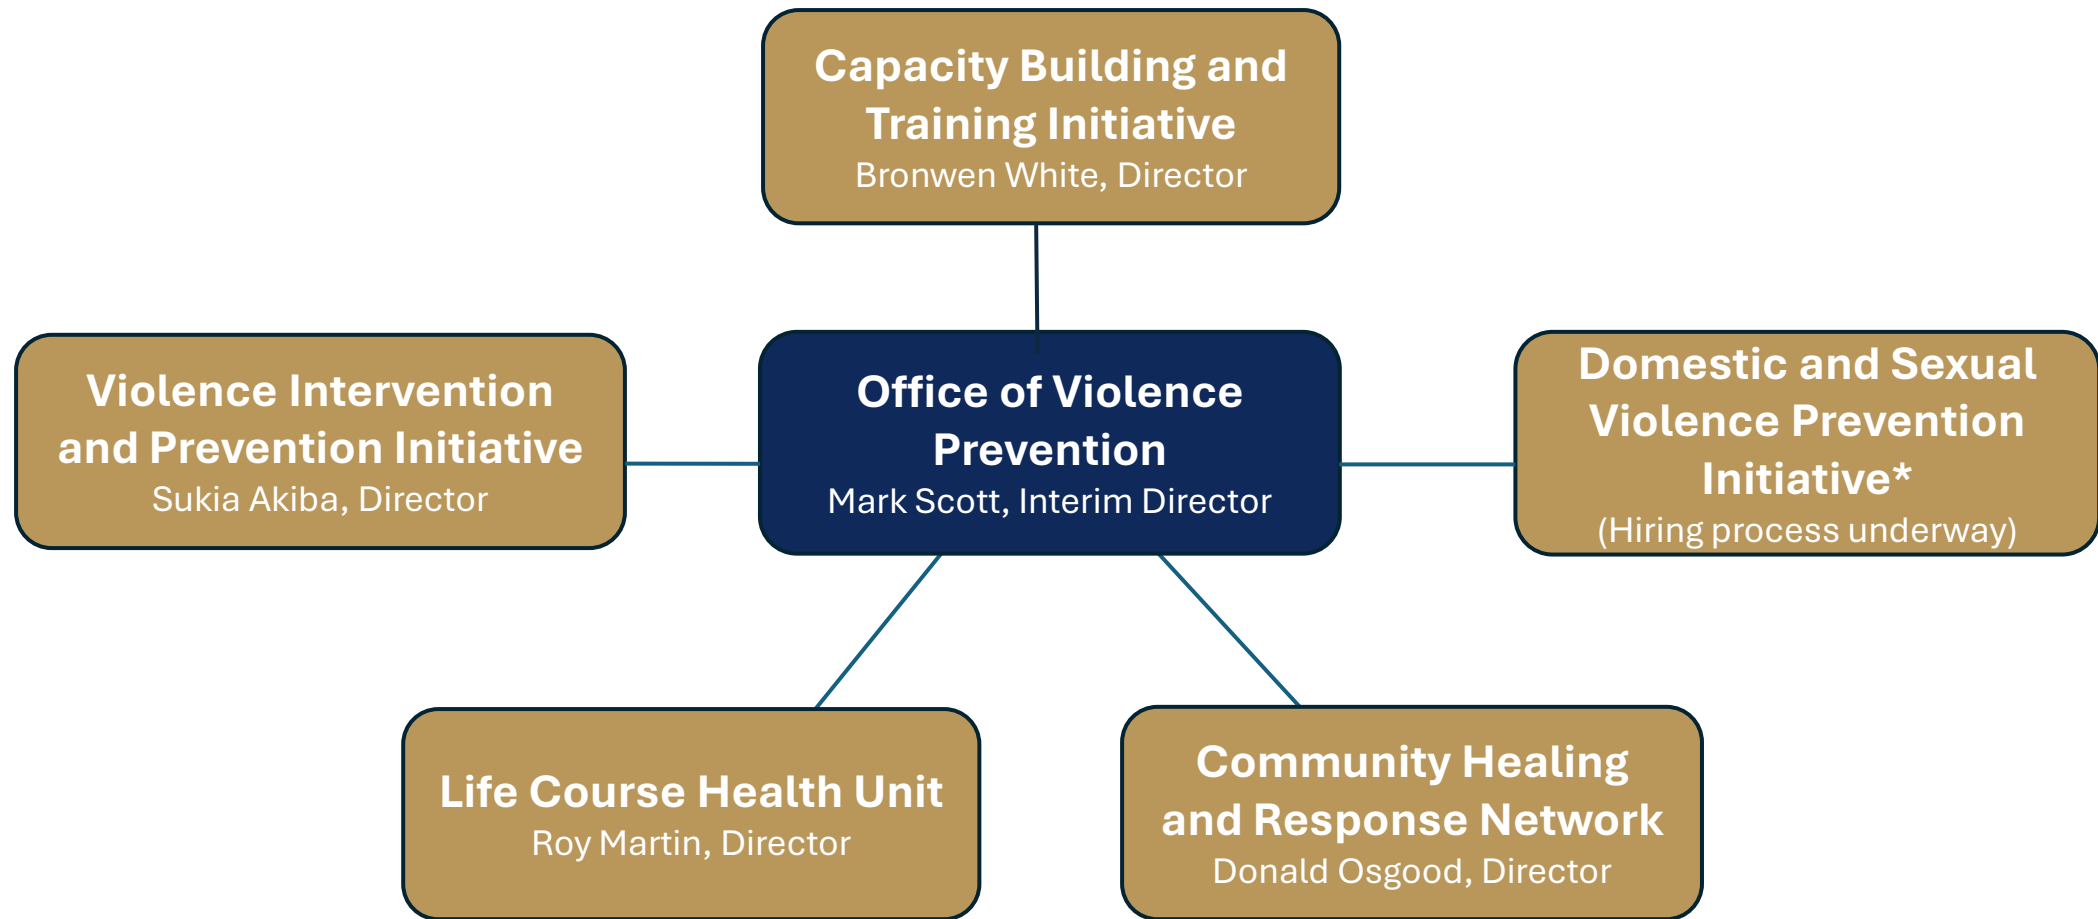 Capacity Building and
Training Initiative
Bronwen White, Director
Violence Intervention
and Prevention Initiative
Sukia Akiba, Director
Office of Violence
Prevention
Mark Scott, Interim Director
Domestic and Sexual
Violence Prevention
Initiative*
(Hiring process underway)
Life Course Health Unit
Roy Martin, Director
Community Healing
and Response Network
Donald Osgood, Director